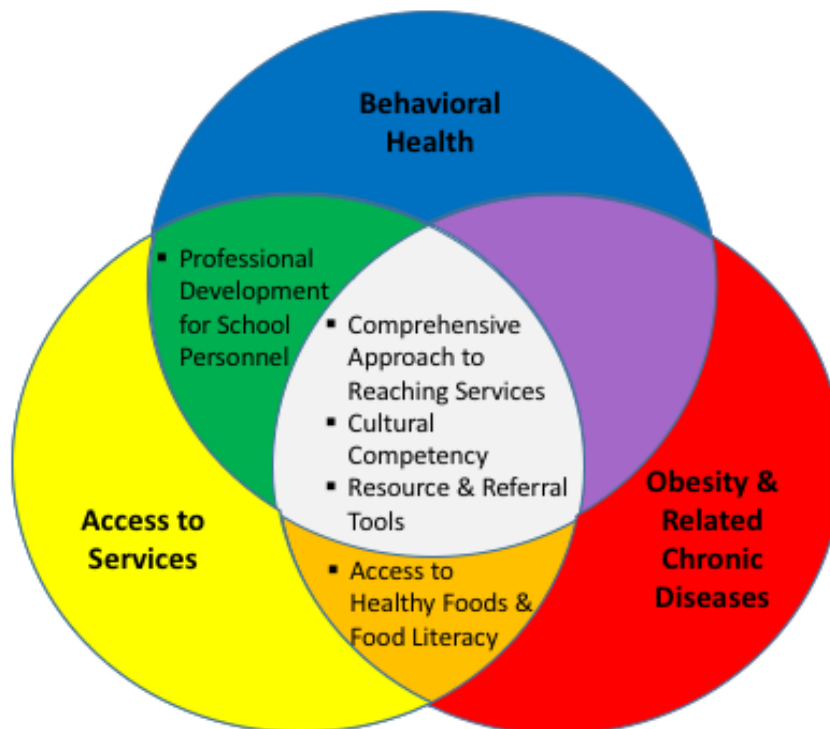 Behavioral
Health
▪ Professional
Development
for School
Personnel
▪ Comprehensive
Approach to
Reaching Services
▪ Cultural
Competency
▪ Resource & Referral
Tools
Access to
Services
Obesity &
Related
Chronic
Diseases
▪ Access to
Healthy Foods &
Food Literacy